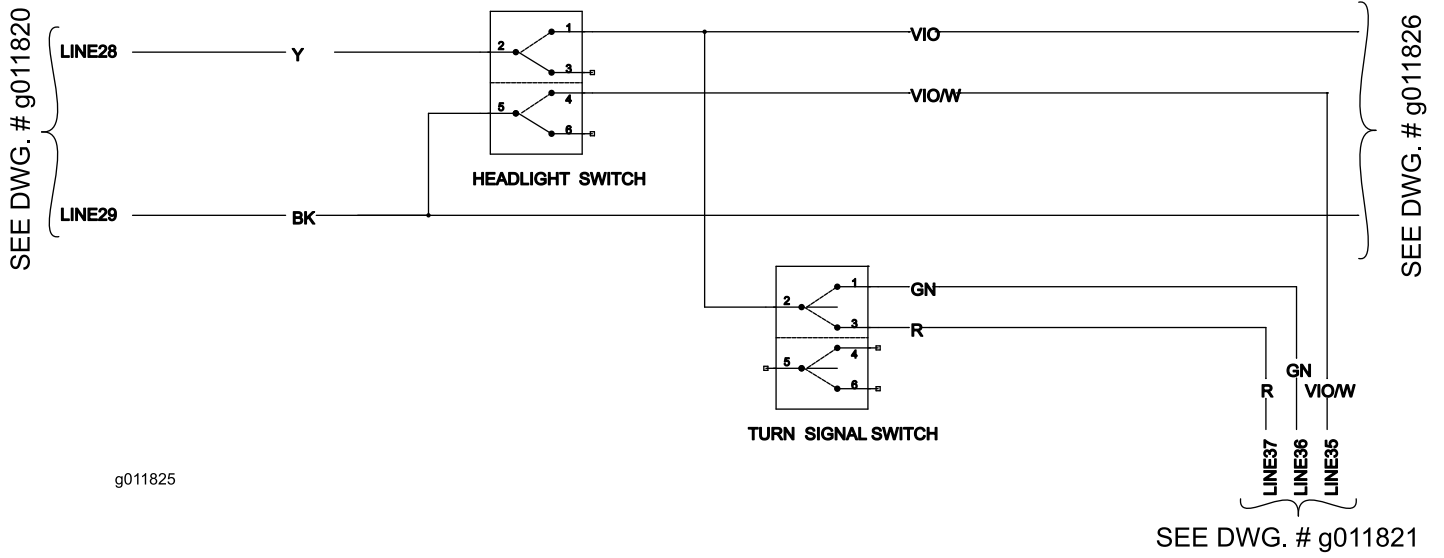 SEE DWG. # g011820
LINE28
Y
2
1
3
5
4
6
HEADLIGHT SWITCH
VIO
VIO/W
LINE29
BK
SEE DWG. # g011826
2
1
3
5
4
6
TURN SIGNAL SWITCH
GN
R
R
GN
VIO/W
LINE37
LINE36
LINE35
SEE DWG. # g011821
g011825